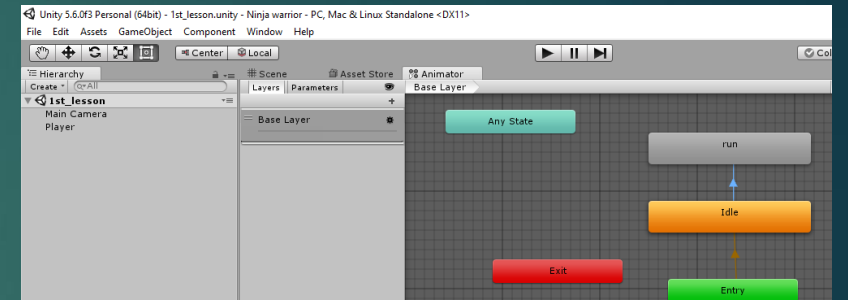 Unity 5.6.0f3 Personal (64bit) - 1st_lesson.unity - Ninja warrior - PC, Mac & Linux Standalone <DX11>
File Edit Assets GameObject Component Window Help
Center Local
Hierarchy
Create All
1st_lesson
Main Camera
Player
Scene Asset Store Animator
Layers Parameters Base Layer
Base Layer
Any State
run
Idle
Exit
Entry